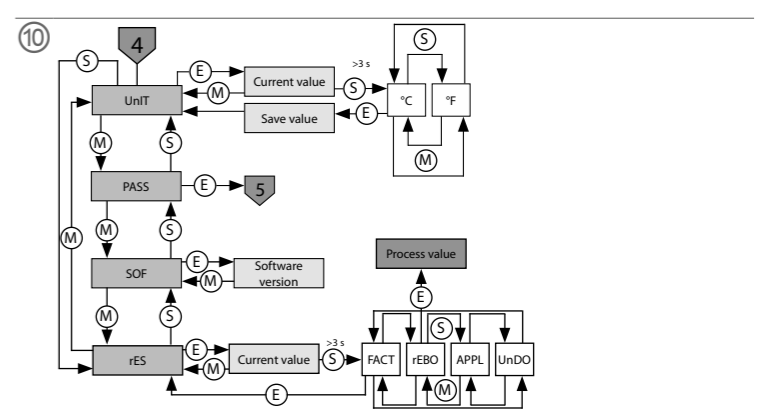 ⑩
4
S
E
Current value
>3 s
S
S
M
UnIT
°C
°F
Save value
E
M
M
S
PASS
E
5
M
S
M
SOF
E
M
Software
version
Process value
M
S
E
S
rES
E
M
Current value
>3 s
S
FACT
rEBO
APPL
UnDO
M
E